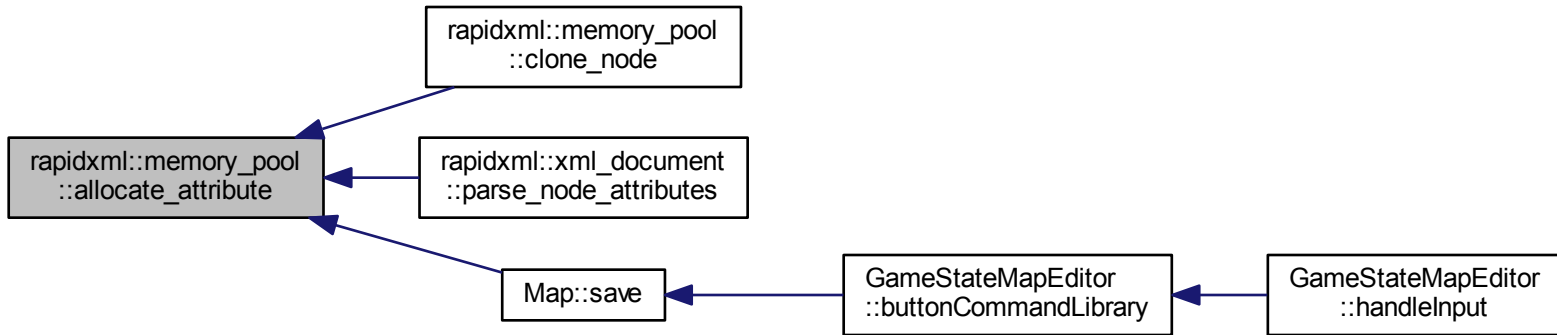 rapidxml::memory_pool
::clone_node
rapidxml::memory_pool
::allocate_attribute
rapidxml::xml_document
::parse_node_attributes
Map::save
GameStateMapEditor
::buttonCommandLibrary
GameStateMapEditor
::handleInput